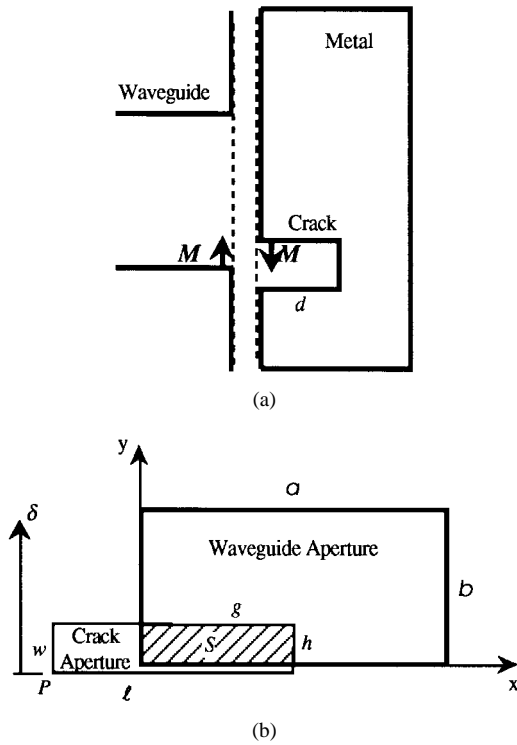 Metal
Waveguide
Crack
M
M
d
(a)
y
a
δ
Waveguide Aperture
b
g
w
Crack
Aperture
S
h
P
ℓ
x
(b)